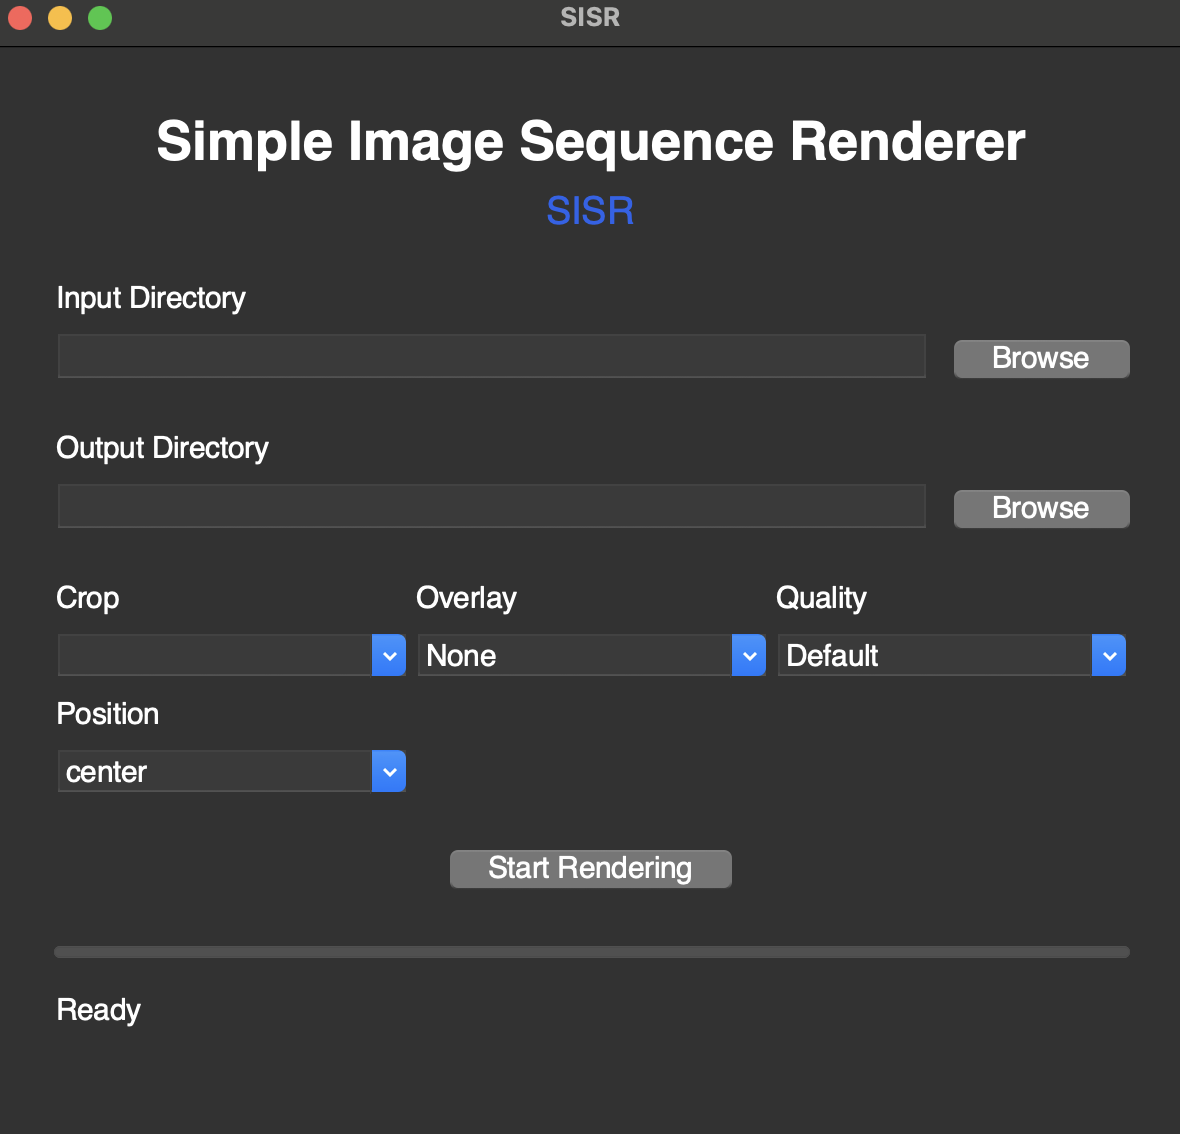 SISR
Simple Image Sequence Renderer
SISR
Input Directory
Browse
Output Directory
Browse
Crop Overlay Quality
None Default
Position
center
Start Rendering
Ready